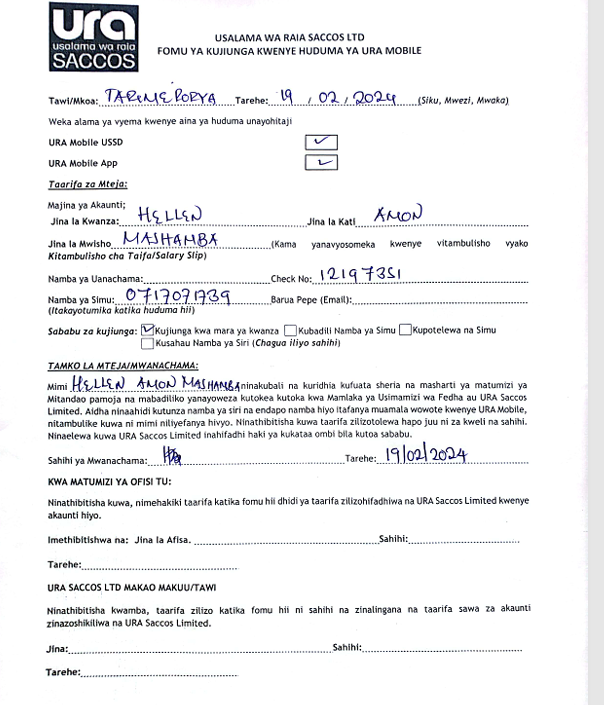 ura
usalama wa raia
SACCOS
USALAMA WA RAIA SACCOS LTD
FOMU YA KUJIUNGA KWENYE HUDUMA YA URA MOBILE
Tawi/Mkoa: TARIME RORYA Tarehe: 19 / 02 / 2024 (Siku, Mwezi, Mwaka)
Weka alama ya vyema kwenye aina ya huduma unayohitaji
URA Mobile USSD ✓
URA Mobile App ✓
Taarifa za Mteja:
Majina ya Akaunti;
Jina la Kwanza: HELLEN Jina la Kati AMON
Jina la Mwisho MASHAMBA (Kama yanavyosomeka kwenye vitambulisho vyako
Kitambulisho cha Taifa/Salary Slip)
Namba ya Uanachama: Check No: 12197351
Namba ya Simu: 0717071739 Barua Pepe (Email):
(Itakayotumika katika huduma hii)
Sababu za kujiunga: ✓ Kujiunga kwa mara ya kwanza Kubadili Namba ya Simu Kupotelewa na Simu
Kusahau Namba ya Siri (Chagua iliyo sahihi)
TAMKO LA MTEJA/MWANACHAMA:
Mimi HELLEN AMON MASHAMBA ninakubali na kuridhia kufuata sheria na masharti ya matumizi ya
Mitandao pamoja na mabadiliko yanayoweza kutokea kutoka kwa Mamlaka ya Usimamizi wa Fedha au URA Saccos
Limited. Aidha ninaahidi kutunza namba ya siri na endapo namba hiyo itafanya muamala wowote kwenye URA Mobile,
nitambulike kuwa ni mimi niliyefanya hivyo. Ninathibitisha kuwa taarifa zilizotolewa hapo juu ni za kweli na sahihi.
Ninaelewa kuwa URA Saccos Limited inahifadhi haki ya kukataa ombi bila kutoa sababu.
Sahihi ya Mwanachama: Tarehe: 19/02/2024
KWA MATUMIZI YA OFISI TU:
Ninathibitisha kuwa, nimehakiki taarifa katika fomu hii dhidi ya taarifa zilizohifadhiwa na URA Saccos Limited kwenye
akaunti hiyo.
Imethibitishwa na: Jina la Afisa. Sahihi:
Tarehe:
URA SACCOS LTD MAKAO MAKUU/TAWI
Ninathibitisha kwamba, taarifa zilizo katika fomu hii ni sahihi na zinalingana na taarifa sawa za akaunti
zinazoshikiliwa na URA Saccos Limited.
Jina: Sahihi:
Tarehe: